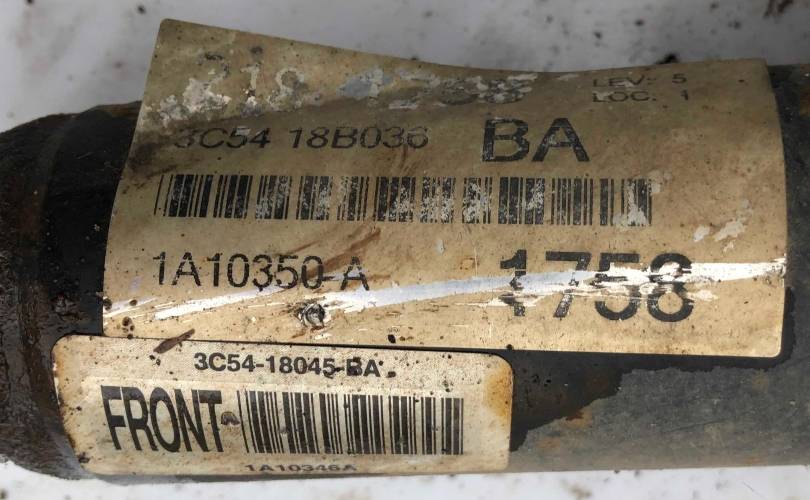 LEV: 5
LOC. 1
3C54 18B036 BA
1A10350-A 1758
3C54-18045-BA
FRONT
1A10346A